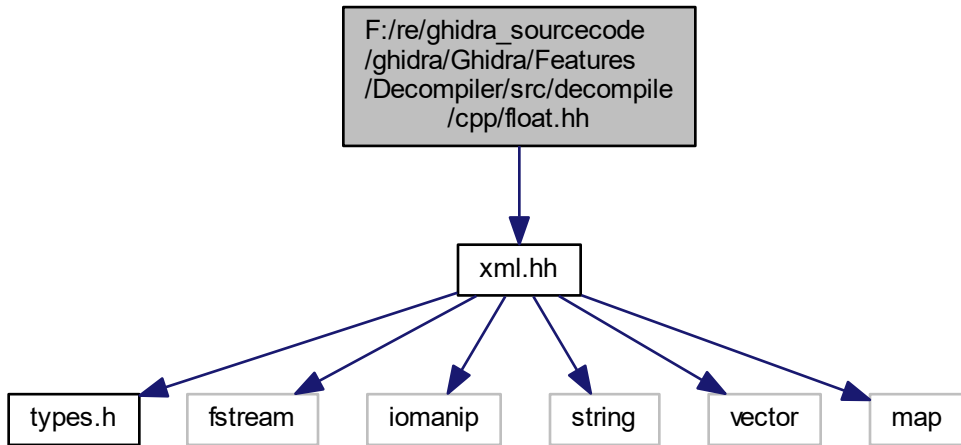 F:/re/ghidra_sourcecode
/ghidra/Ghidra/Features
/Decompiler/src/decompile
/cpp/float.hh
xml.hh
types.h
fstream
iomanip
string
vector
map